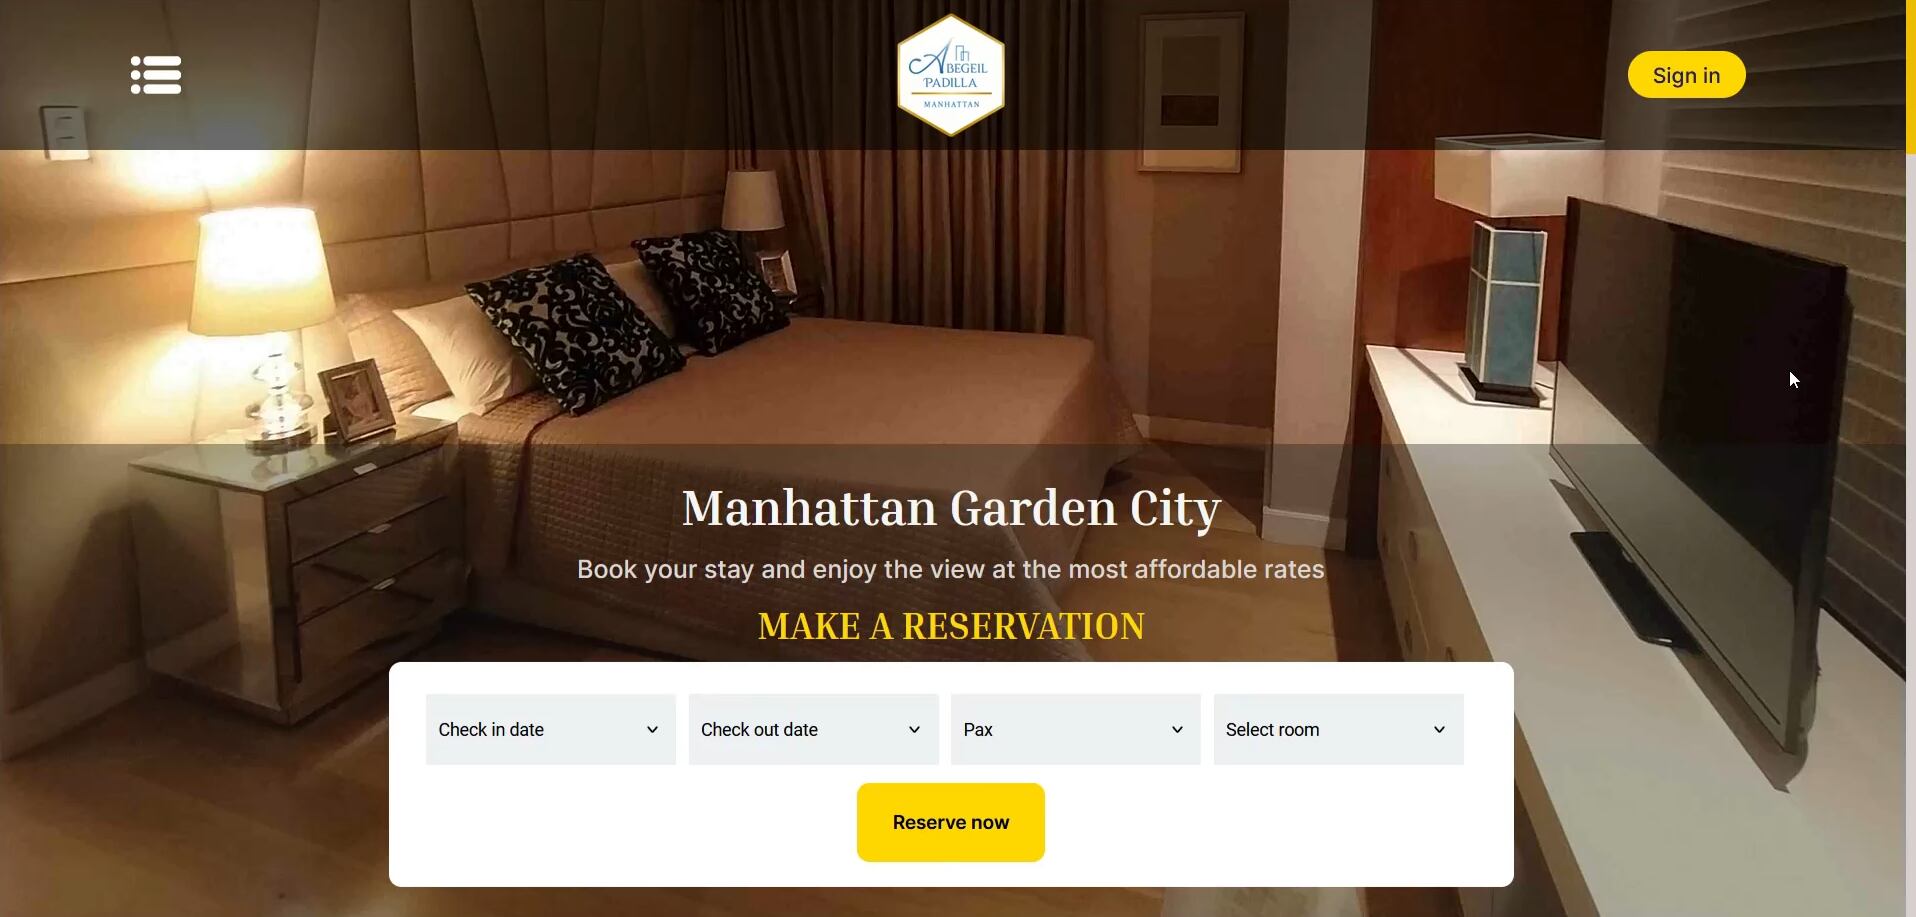 ABEGEIL
PADILLA
MANHATTAN
Sign in
Manhattan Garden City
Book your stay and enjoy the view at the most affordable rates
MAKE A RESERVATION
Check in date
Check out date
Pax
Select room
Reserve now